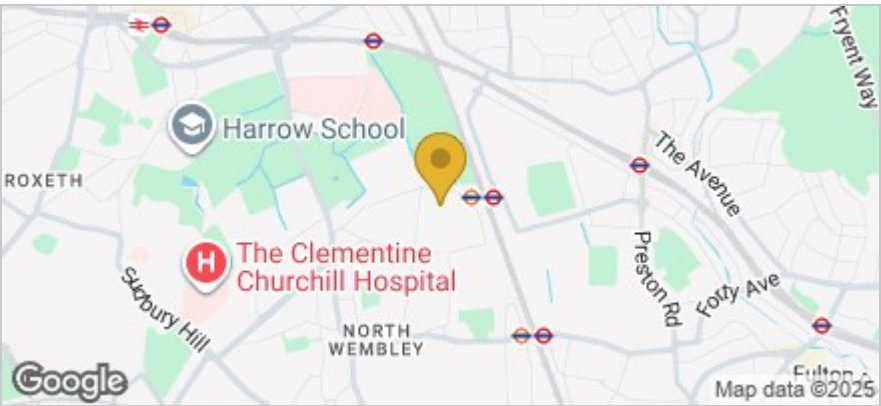 Fryent Way
Harrow School
The Avenue
ROXETH
The Clementine
Churchill Hospital
Preston Rd
Forty Ave
Sudbury Hill
NORTH
WEMBLEY
Fulton
Google
Map data ©2025